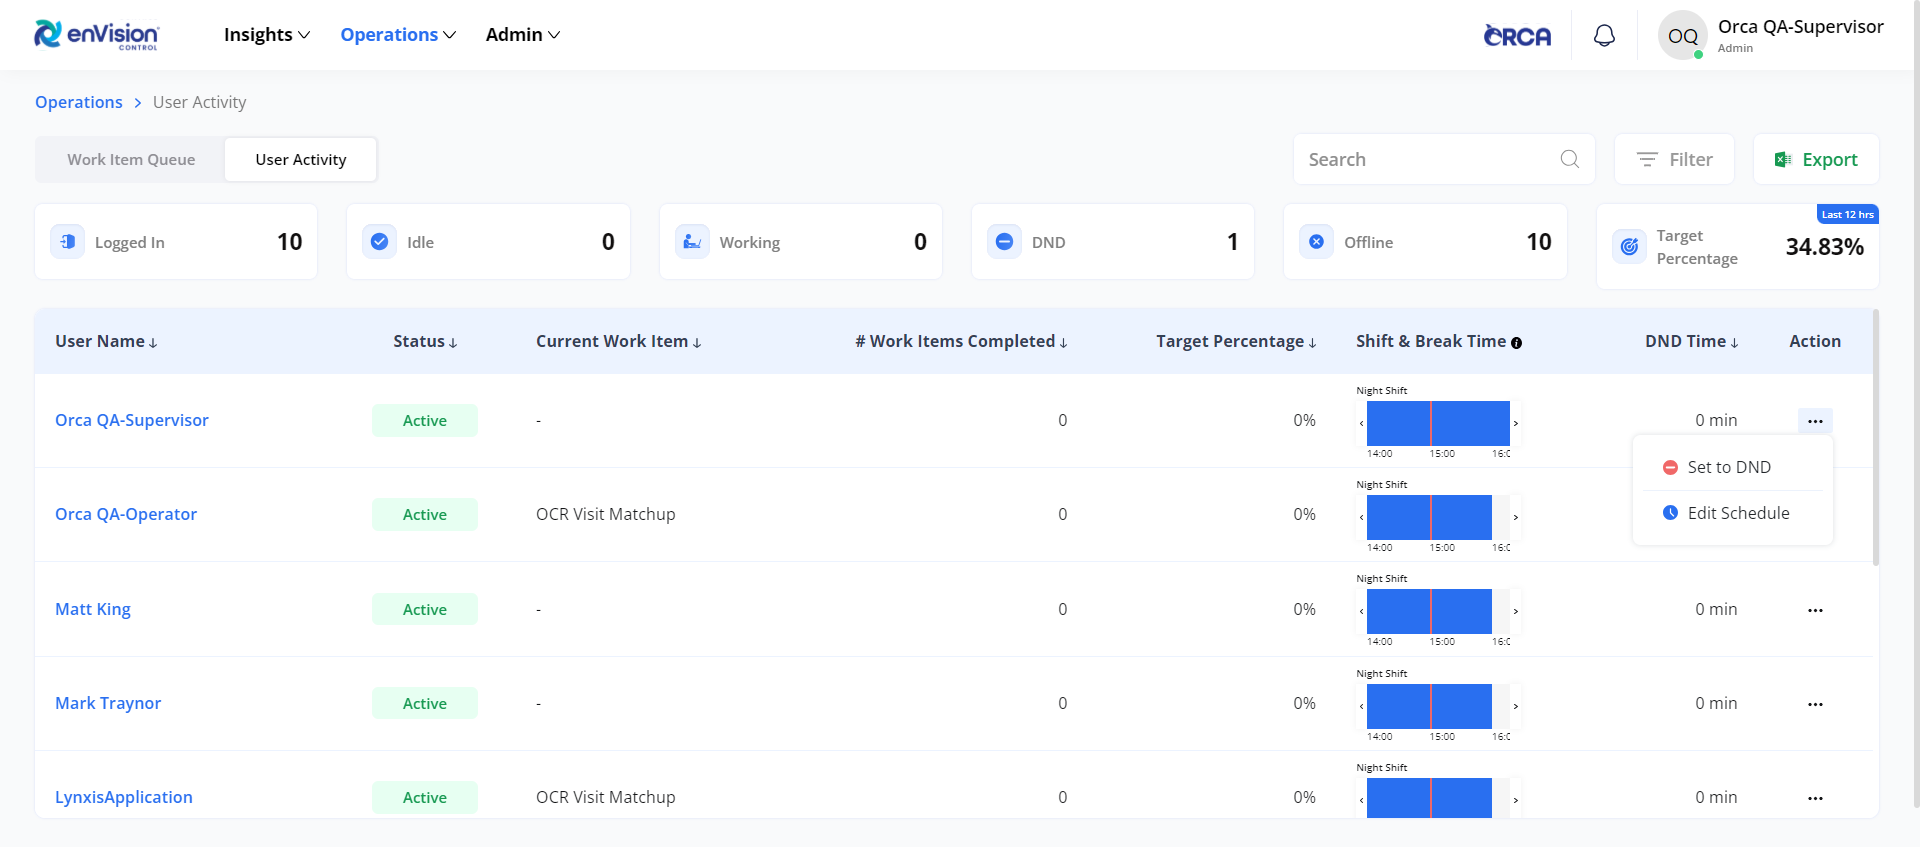 enVision
CONTROL
Insights
Operations
Admin
ORCA
OQ
Orca QA-Supervisor
Admin
Operations > User Activity
Work Item Queue
User Activity
Search
Filter
Export
Logged In 10
Idle 0
Working 0
DND 1
Offline 10
Last 12 hrs
Target Percentage 34.83%
User Name↓ Status↓ Current Work Item↓ # Work Items Completed↓ Target Percentage↓ Shift & Break Time DND Time↓ Action
Night Shift
Orca QA-Supervisor Active - 0 0% ‹ › 0 min ...
14:00 15:00 16:0
Set to DND
Edit Schedule
Night Shift
Orca QA-Operator Active OCR Visit Matchup 0 0% ‹ ›
14:00 15:00 16:0
Night Shift
Matt King Active - 0 0% ‹ › 0 min ...
14:00 15:00 16:0
Night Shift
Mark Traynor Active - 0 0% ‹ › 0 min ...
14:00 15:00 16:0
Night Shift
LynxisApplication Active OCR Visit Matchup 0 0% ‹ › 0 min ...